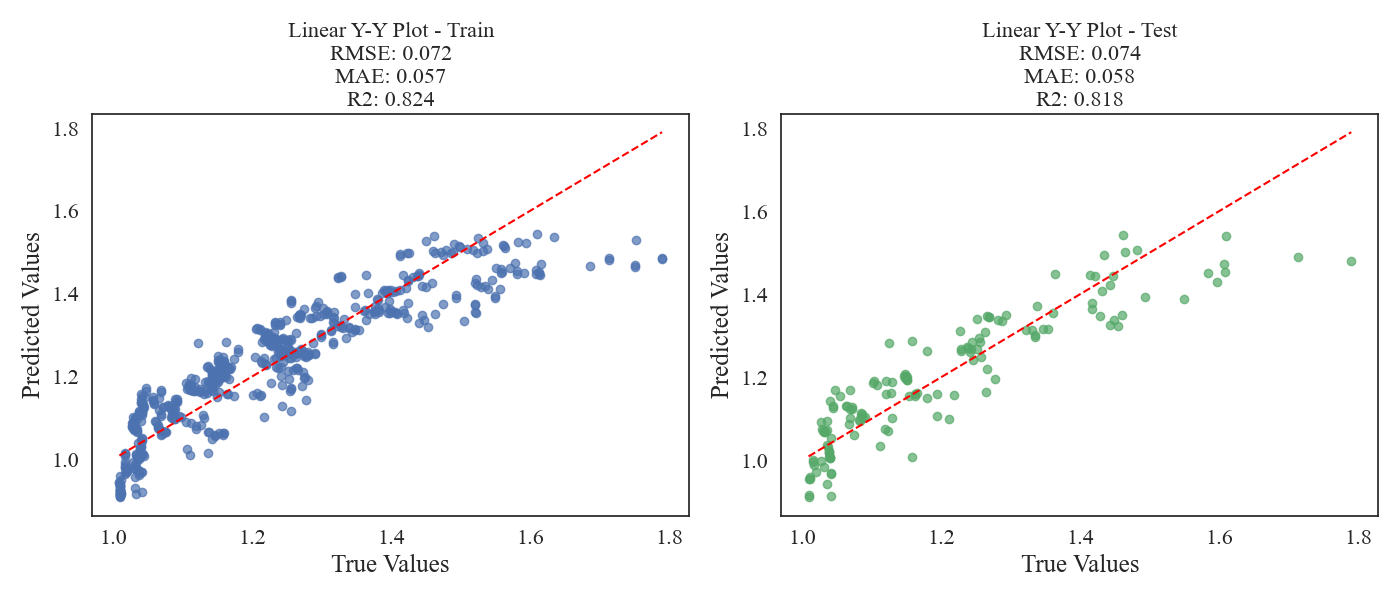 Linear Y-Y Plot - Train
RMSE: 0.072
MAE: 0.057
R2: 0.824
1.8
1.6
1.4
1.2
1.0
Predicted Values
1.0 1.2 1.4 1.6 1.8
True Values
Linear Y-Y Plot - Test
RMSE: 0.074
MAE: 0.058
R2: 0.818
1.8
1.6
1.4
1.2
1.0
Predicted Values
1.0 1.2 1.4 1.6 1.8
True Values